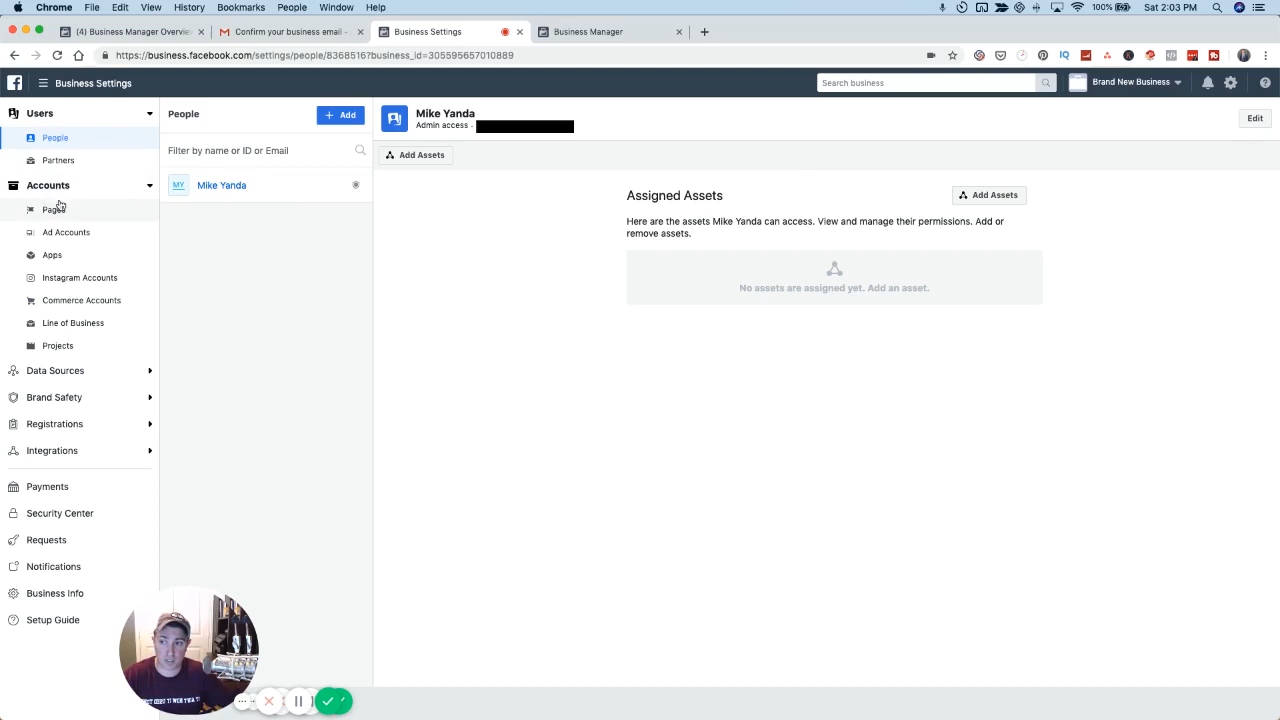 Chrome File Edit View History Bookmarks People Window Help
100% Sat 2:03 PM
(4) Business Manager Overview
Confirm your business email -
Business Settings
Business Manager
https://business.facebook.com/settings/people/8368516?business_id=305595657010889
Business Settings
Search business
Brand New Business
Users
People
Partners
Accounts
Pages
Ad Accounts
Apps
Instagram Accounts
Commerce Accounts
Line of Business
Projects
Data Sources
Brand Safety
Registrations
Integrations
Payments
Security Center
Requests
Notifications
Business Info
Setup Guide
People
+ Add
Filter by name or ID or Email
MY Mike Yanda
Mike Yanda
Admin access -
Edit
Add Assets
Assigned Assets
Add Assets
Here are the assets Mike Yanda can access. View and manage their permissions. Add or
remove assets.
No assets are assigned yet. Add an asset.